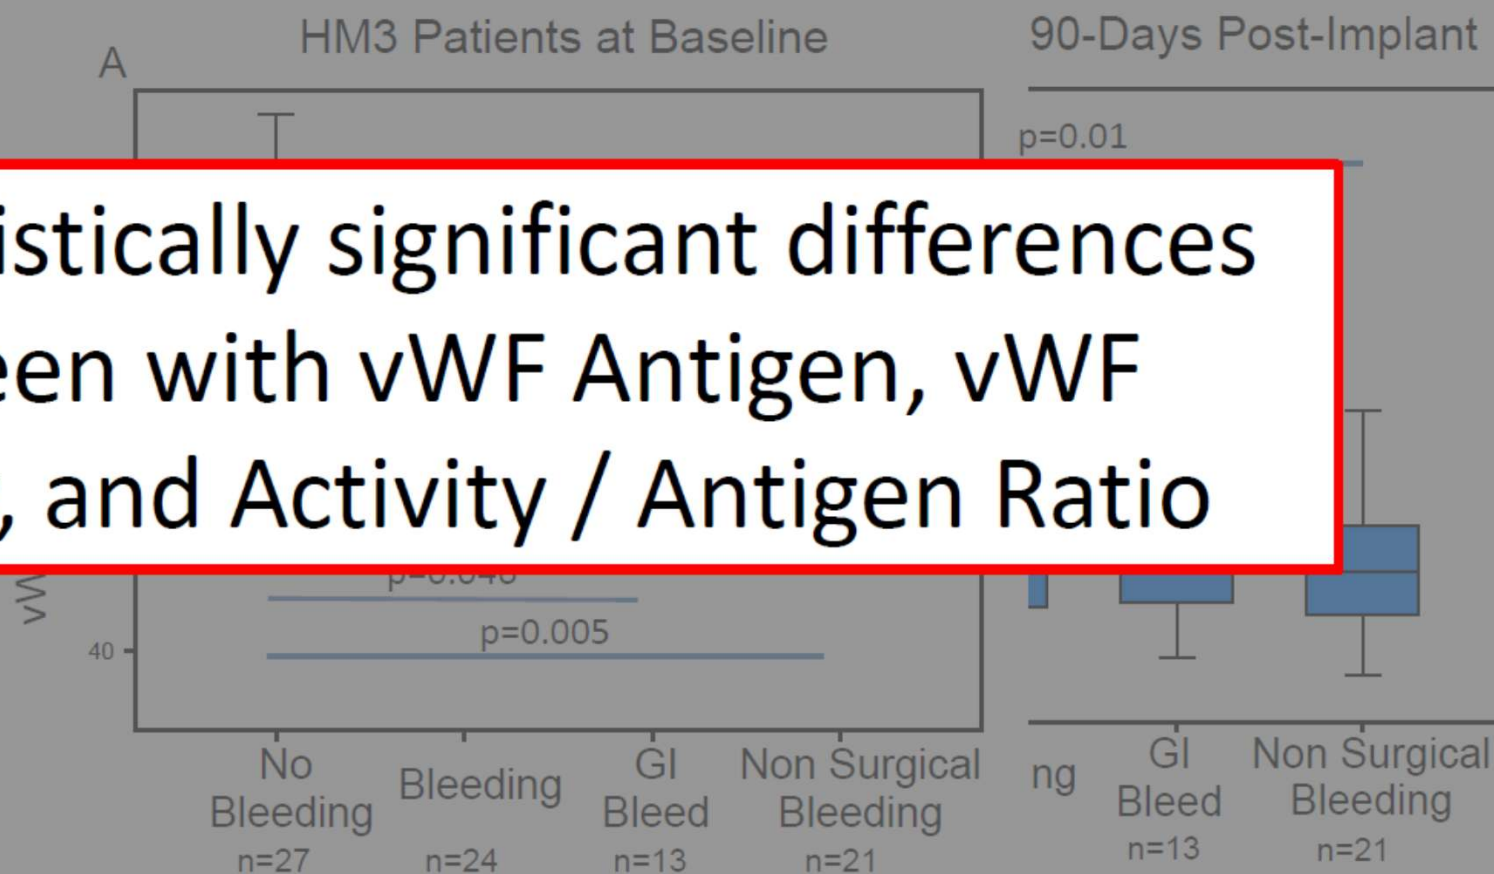 HM3 Patients at Baseline
90-Days Post-Implant
A
p=0.01
istically significant differences
een with vWF Antigen, vWF
, and Activity / Antigen Ratio
vW
p=0.005
40
No Bleeding
n=27
Bleeding
n=24
GI Bleed
n=13
Non Surgical Bleeding
n=21
ng
GI Bleed
n=13
Non Surgical Bleeding
n=21